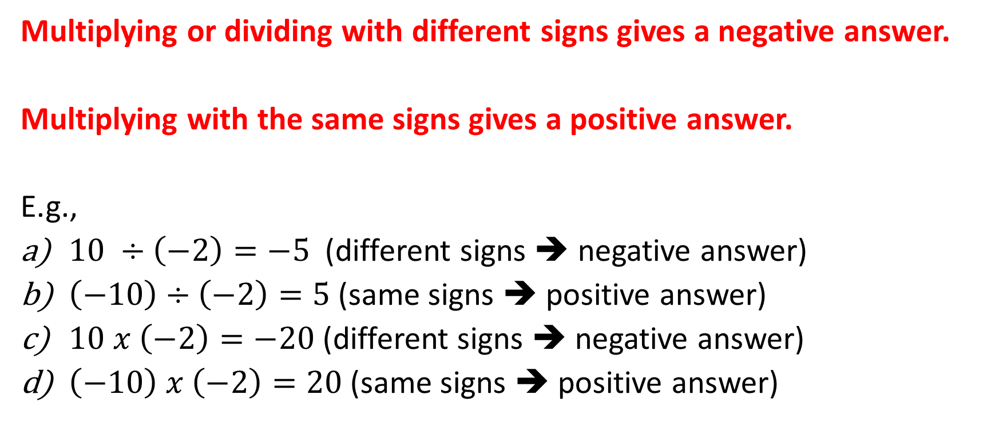 Multiplying or dividing with different signs gives a negative answer.
Multiplying with the same signs gives a positive answer.
E.g.,
a) 10 ÷ (−2) = −5 (different signs ➔ negative answer)
b) (−10) ÷ (−2) = 5 (same signs ➔ positive answer)
c) 10 x (−2) = −20 (different signs ➔ negative answer)
d) (−10) x (−2) = 20 (same signs ➔ positive answer)